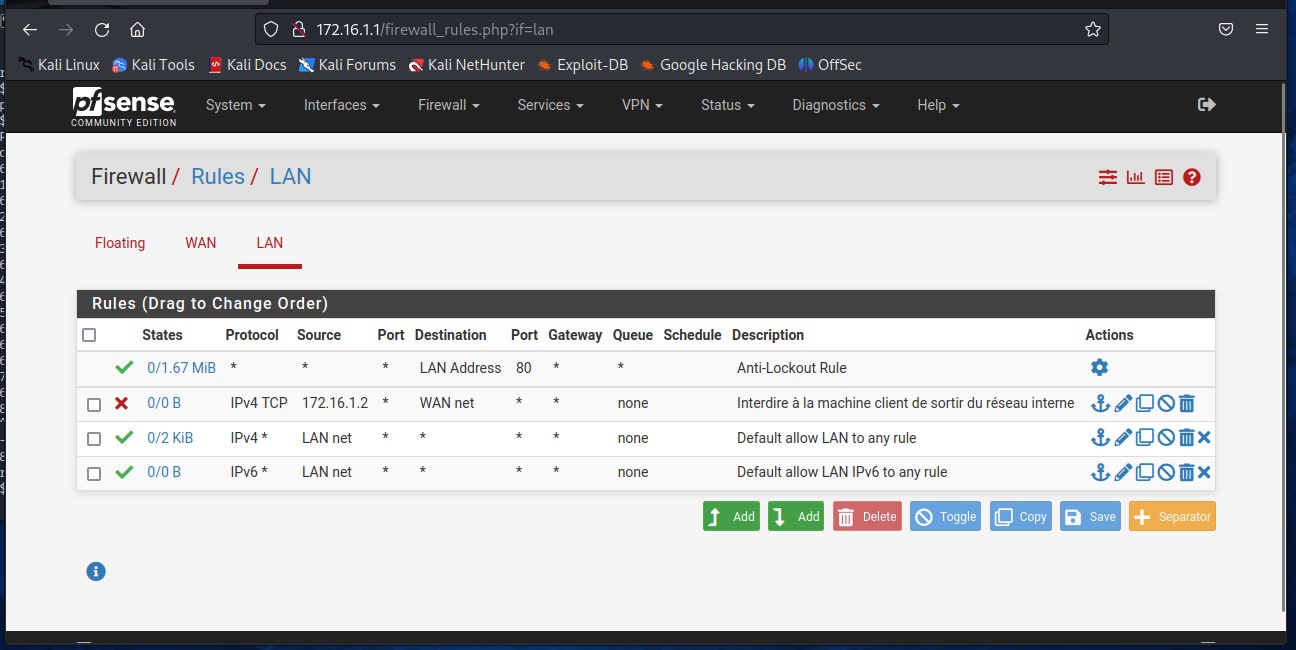 172.16.1.1/firewall_rules.php?if=lan
Kali Linux Kali Tools Kali Docs Kali Forums Kali NetHunter Exploit-DB Google Hacking DB OffSec
pfsense System Interfaces Firewall Services VPN Status Diagnostics Help
COMMUNITY EDITION
Firewall / Rules / LAN
Floating WAN LAN
Rules (Drag to Change Order)
States Protocol Source Port Destination Port Gateway Queue Schedule Description Actions
0/1.67 MiB * * * LAN Address 80 * * Anti-Lockout Rule
0/0 B IPv4 TCP 172.16.1.2 * WAN net * * none Interdire à la machine client de sortir du réseau interne
0/2 KiB IPv4 * LAN net * * * * none Default allow LAN to any rule
0/0 B IPv6 * LAN net * * * * none Default allow LAN IPv6 to any rule
Add Add Delete Toggle Copy Save Separator